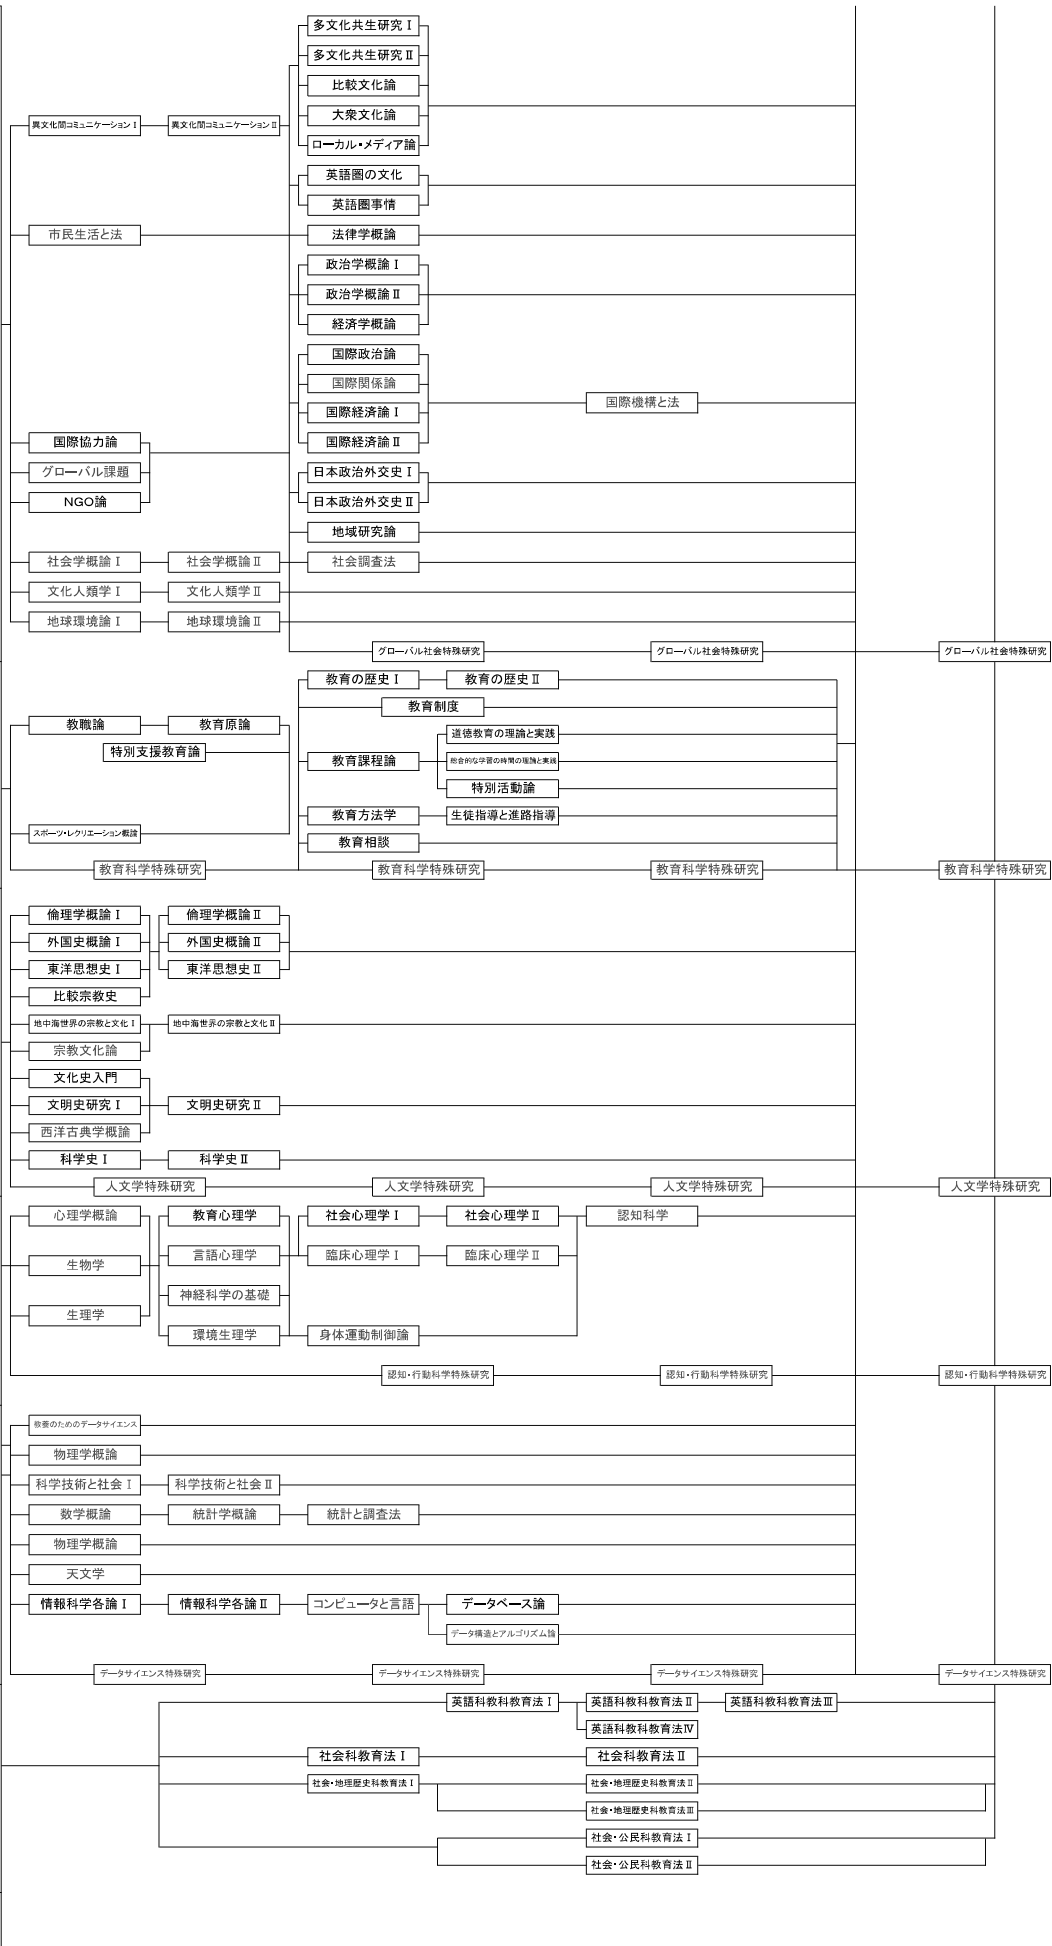 多文化共生研究Ⅰ
多文化共生研究Ⅱ
比較文化論
大衆文化論
異文化間コミュニケーションⅠ
異文化間コミュニケーションⅡ
ローカル・メディア論
英語圏の文化
英語圏事情
市民生活と法
法律学概論
政治学概論Ⅰ
政治学概論Ⅱ
経済学概論
国際政治論
国際関係論
国際機構と法
国際経済論Ⅰ
国際協力論
国際経済論Ⅱ
グローバル課題
日本政治外交史Ⅰ
NGO論
日本政治外交史Ⅱ
地域研究論
社会学概論Ⅰ
社会学概論Ⅱ
社会調査法
文化人類学Ⅰ
文化人類学Ⅱ
地球環境論Ⅰ
地球環境論Ⅱ
グローバル社会特殊研究
グローバル社会特殊研究
グローバル社会特殊研究
教育の歴史Ⅰ
教育の歴史Ⅱ
教育制度
教職論
教育原論
道徳教育の理論と実践
特別支援教育論
教育課程論
総合的な学習の時間の理論と実践
特別活動論
教育方法学
生徒指導と進路指導
スポーツ・レクリエーション概論
教育相談
教育科学特殊研究
教育科学特殊研究
教育科学特殊研究
教育科学特殊研究
倫理学概論Ⅰ
倫理学概論Ⅱ
外国史概論Ⅰ
外国史概論Ⅱ
東洋思想史Ⅰ
東洋思想史Ⅱ
比較宗教史
地中海世界の宗教と文化Ⅰ
地中海世界の宗教と文化Ⅱ
宗教文化論
文化史入門
文明史研究Ⅰ
文明史研究Ⅱ
西洋古典学概論
科学史Ⅰ
科学史Ⅱ
人文学特殊研究
人文学特殊研究
人文学特殊研究
人文学特殊研究
心理学概論
教育心理学
社会心理学Ⅰ
社会心理学Ⅱ
認知科学
生物学
言語心理学
臨床心理学Ⅰ
臨床心理学Ⅱ
神経科学の基礎
生理学
環境生理学
身体運動制御論
認知・行動科学特殊研究
認知・行動科学特殊研究
認知・行動科学特殊研究
教養のためのデータサイエンス
物理学概論
科学技術と社会Ⅰ
科学技術と社会Ⅱ
数学概論
統計学概論
統計と調査法
物理学概論
天文学
情報科学各論Ⅰ
情報科学各論Ⅱ
コンピュータと言語
データベース論
データ構造とアルゴリズム論
データサイエンス特殊研究
データサイエンス特殊研究
データサイエンス特殊研究
データサイエンス特殊研究
英語科教科教育法Ⅰ
英語科教科教育法Ⅱ
英語科教科教育法Ⅲ
英語科教科教育法Ⅳ
社会科教育法Ⅰ
社会科教育法Ⅱ
社会・地理歴史科教育法Ⅰ
社会・地理歴史科教育法Ⅱ
社会・地理歴史科教育法Ⅲ
社会・公民科教育法Ⅰ
社会・公民科教育法Ⅱ